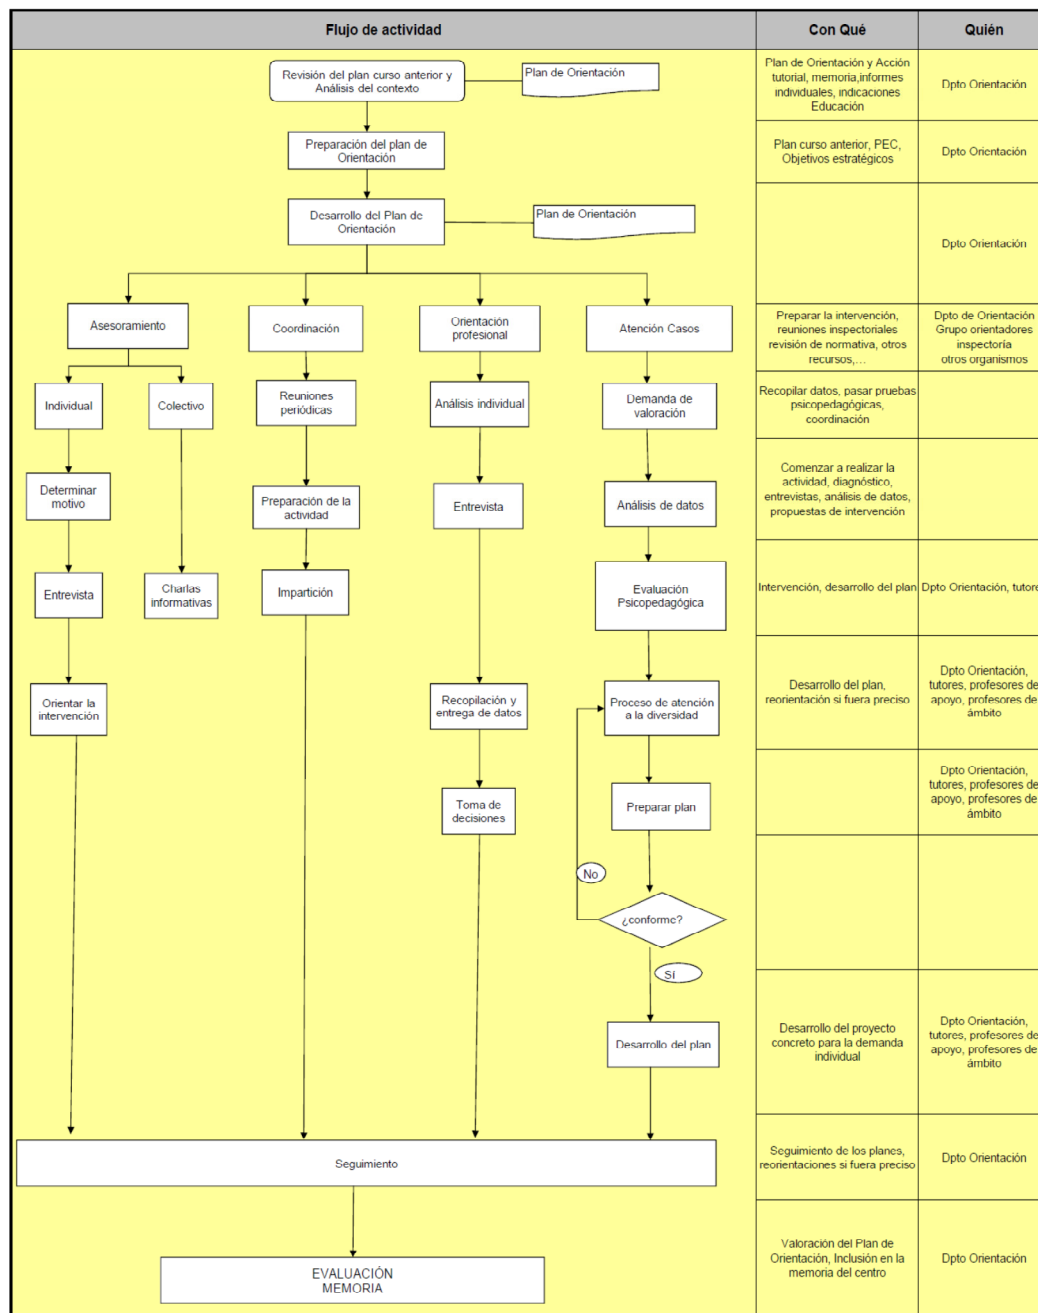 Flujo de actividad
Con Qué
Quién
Revisión del plan curso anterior y
Análisis del contexto
Plan de Orientación
Plan de Orientación y Acción
tutorial, memoria,informes
individuales, indicaciones
Educación
Dpto Orientación
Preparación del plan de
Orientación
Plan curso anterior, PEC,
Objetivos estratégicos
Dpto Orientación
Desarrollo del Plan de
Orientación
Plan de Orientación
Dpto Orientación
Asesoramiento
Coordinación
Orientación
profesional
Atención Casos
Preparar la intervención,
reuniones inspectoriales
revisión de normativa, otros
recursos,...
Dpto de Orientación
Grupo orientadores
inspectoría
otros organismos
Individual
Colectivo
Reuniones
periódicas
Análisis individual
Demanda de
valoración
Recopilar datos, pasar pruebas
psicopedagógicas,
coordinación
Determinar
motivo
Preparación de la
actividad
Entrevista
Análisis de datos
Comenzar a realizar la
actividad, diagnóstico,
entrevistas, análisis de datos,
propuestas de intervención
Entrevista
Charlas
informativas
Impartición
Evaluación
Psicopedagógica
Intervención, desarrollo del plan
Dpto Orientación, tutore
Orientar la
intervención
Recopilación y
entrega de datos
Proceso de atención
a la diversidad
Desarrollo del plan,
reorientación si fuera preciso
Dpto Orientación,
tutores, profesores de
apoyo, profesores de
ámbito
Toma de
decisiones
Preparar plan
Dpto Orientación,
tutores, profesores de
apoyo, profesores de
ámbito
No
¿conforme?
Sí
Desarrollo del plan
Desarrollo del proyecto
concreto para la demanda
individual
Dpto Orientación,
tutores, profesores de
apoyo, profesores de
ámbito
Seguimiento
Seguimiento de los planes,
reorientaciones si fuera preciso
Dpto Orientación
EVALUACIÓN
MEMORIA
Valoración del Plan de
Orientación, Inclusión en la
memoria del centro
Dpto Orientación